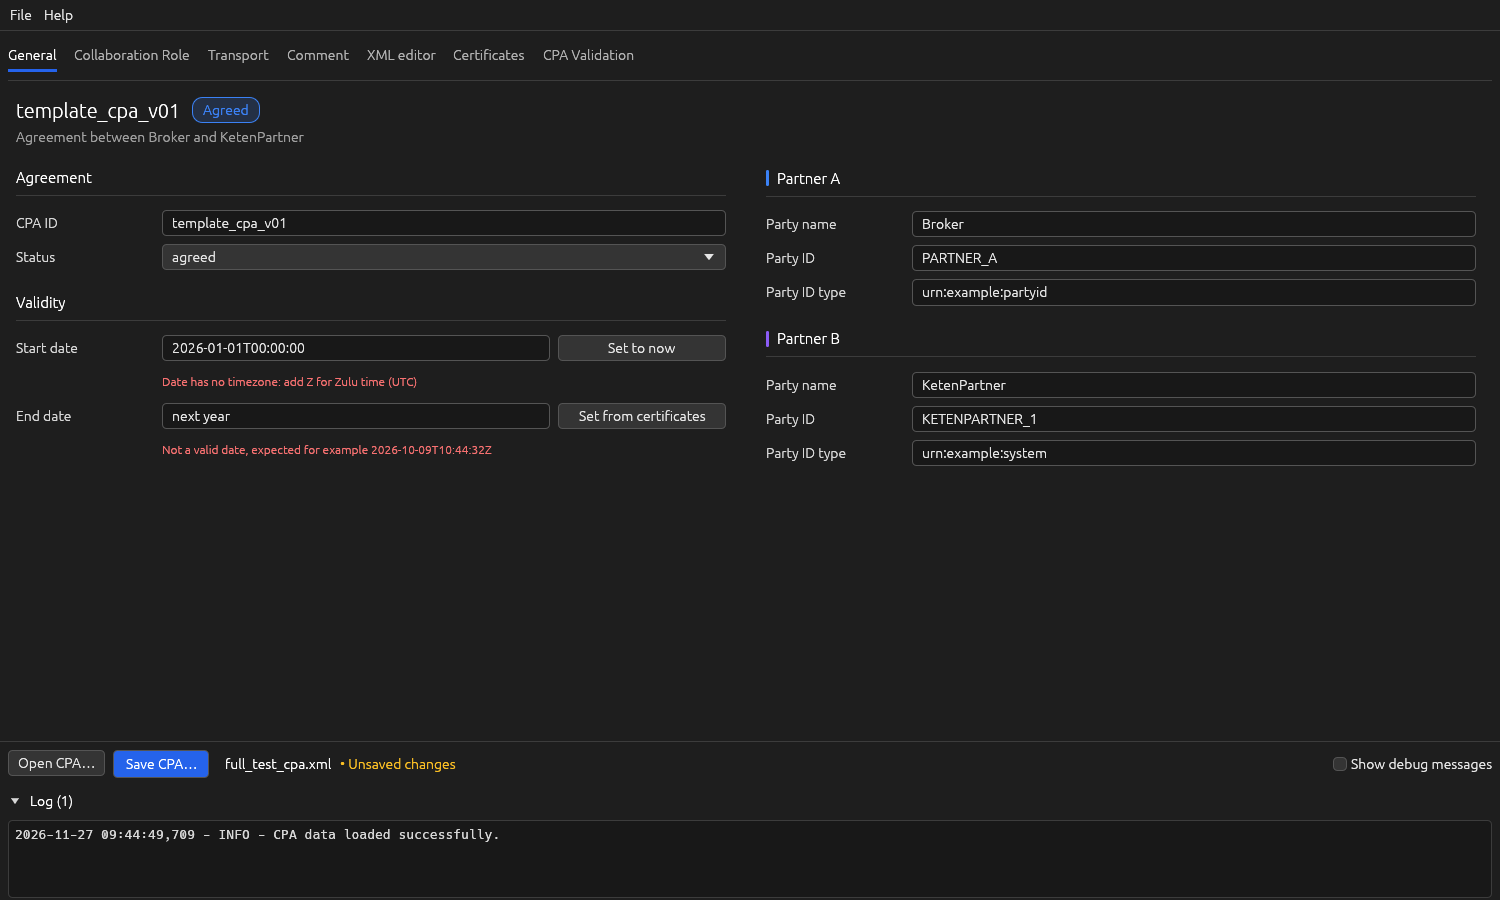 File Help
General Collaboration Role Transport Comment XML editor Certificates CPA Validation
template_cpa_v01 Agreed
Agreement between Broker and KetenPartner
Agreement
CPA ID template_cpa_v01
Status agreed
Validity
Start date 2026-01-01T00:00:00 Set to now
Date has no timezone: add Z for Zulu time (UTC)
End date next year Set from certificates
Not a valid date, expected for example 2026-10-09T10:44:32Z
Partner A
Party name Broker
Party ID PARTNER_A
Party ID type urn:example:partyid
Partner B
Party name KetenPartner
Party ID KETENPARTNER_1
Party ID type urn:example:system
Open CPA... Save CPA... full_test_cpa.xml • Unsaved changes Show debug messages
Log (1)
2026-11-27 09:44:49,709 - INFO - CPA data loaded successfully.